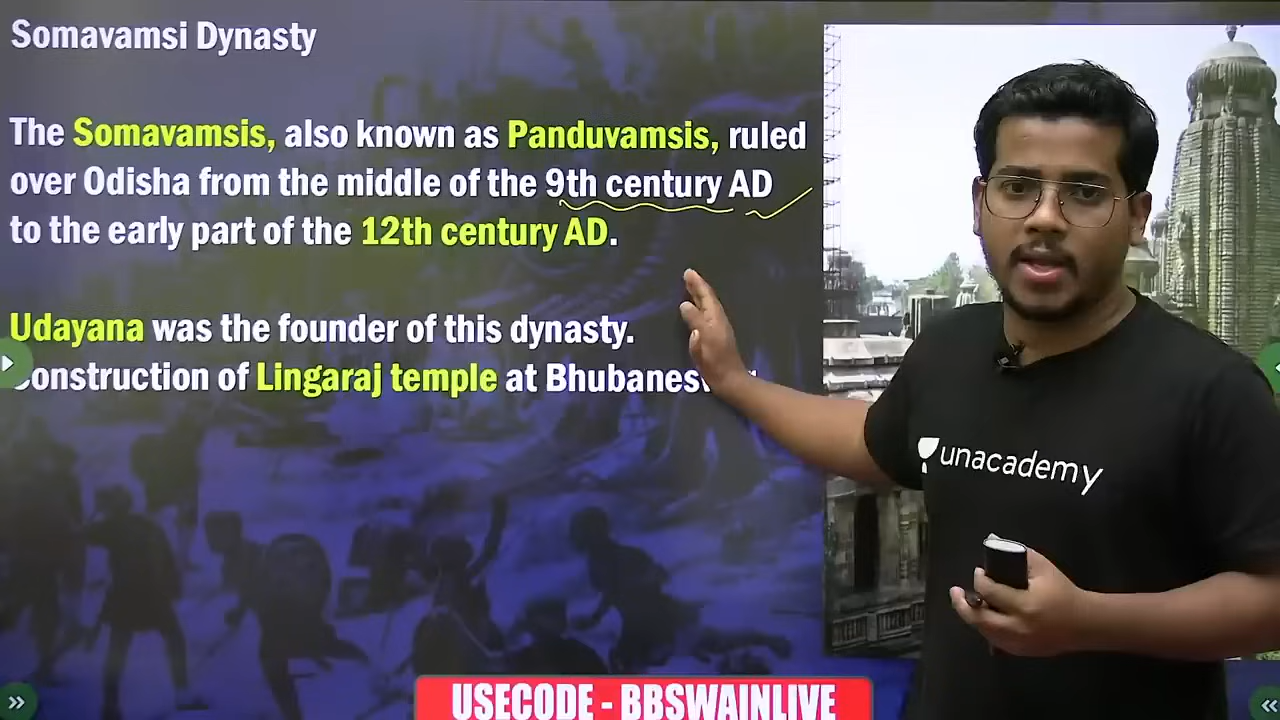 Somavamsi Dynasty
The Somavamsis, also known as Panduvamsis, ruled
over Odisha from the middle of the 9th century AD
to the early part of the 12th century AD.
Udayana was the founder of this dynasty.
Construction of Lingaraj temple at
unacademy
USECODE - BBSWAINLIVE